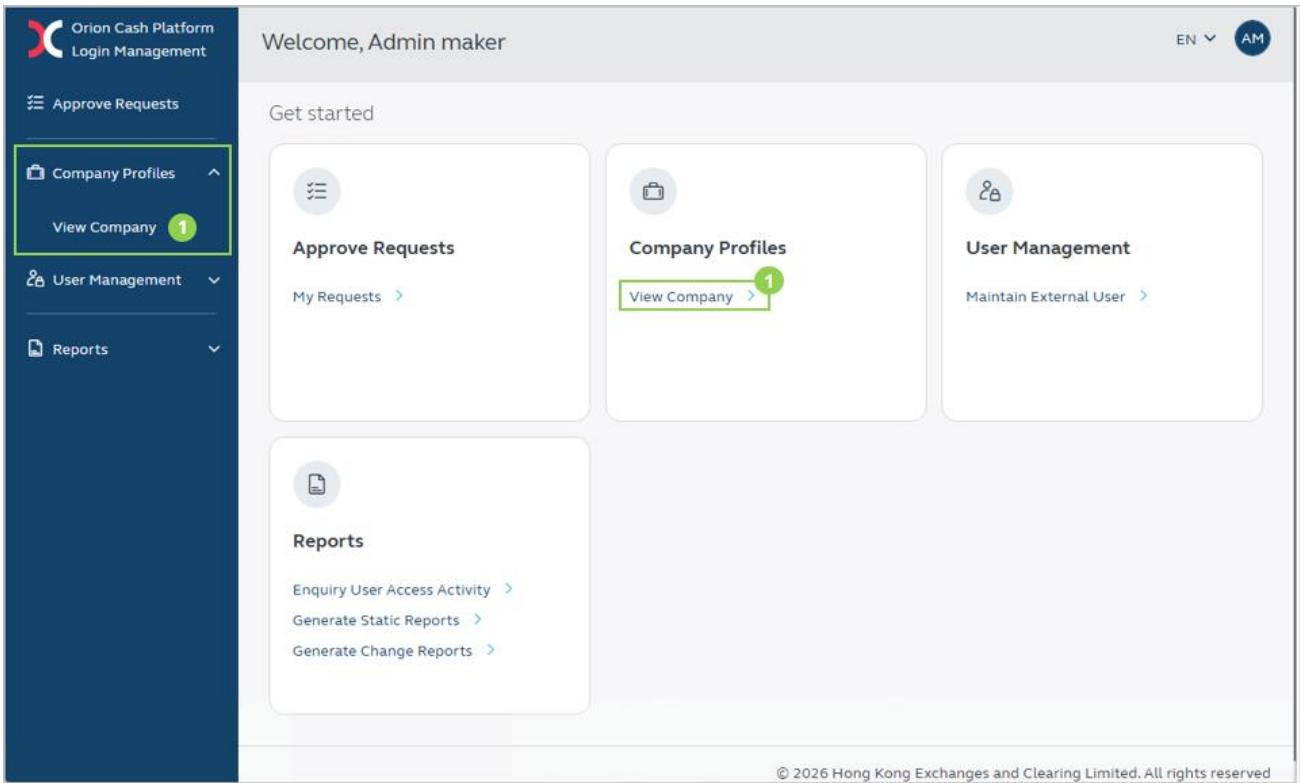 Orion Cash Platform
Login Management
Approve Requests
Company Profiles
View Company 1
User Management
Reports
Welcome, Admin maker
EN
AM
Get started
Approve Requests
My Requests
Company Profiles
View Company
1
User Management
Maintain External User
Reports
Enquiry User Access Activity
Generate Static Reports
Generate Change Reports
© 2026 Hong Kong Exchanges and Clearing Limited. All rights reserved